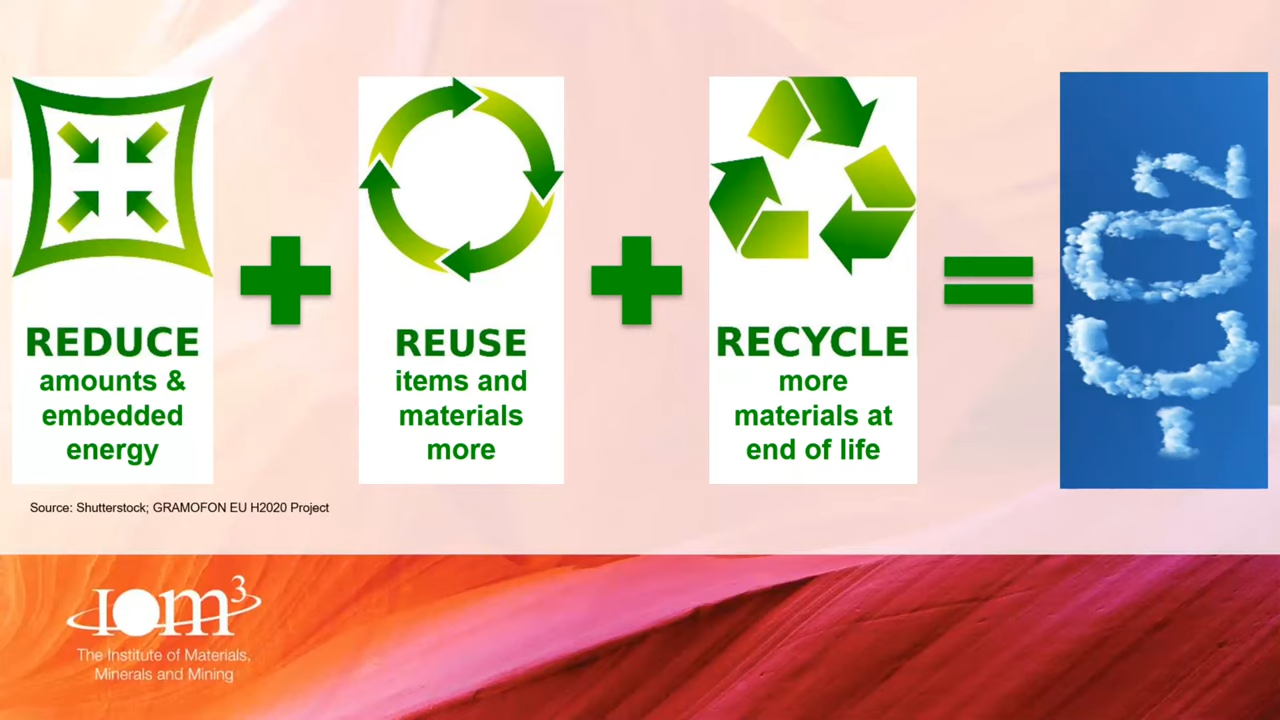 REDUCE
amounts &
embedded
energy
REUSE
items and
materials
more
RECYCLE
more
materials at
end of life
-CO2
Source: Shutterstock; GRAMOFON EU H2020 Project
IOM3
The Institute of Materials,
Minerals and Mining